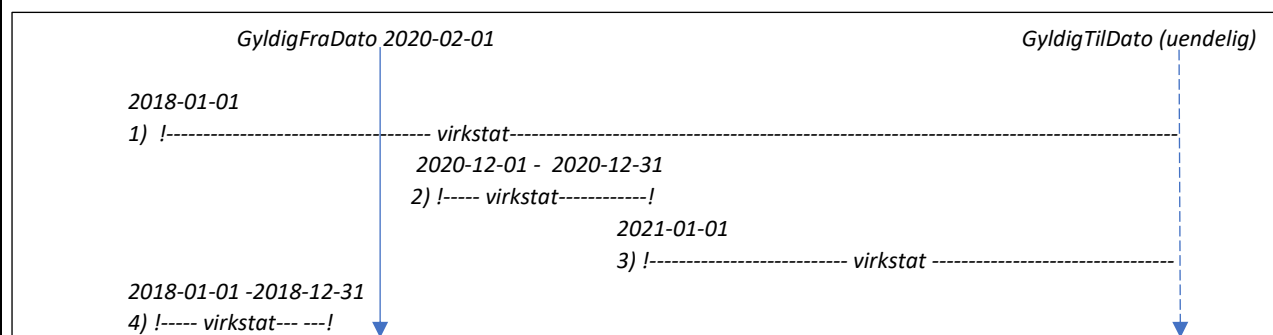 GyldigFraDato 2020-02-01 GyldigTilDato (uendelig)
2018-01-01
1) !------------------------------------ virkstat-------------------------------------------------------------------------------------------
2020-12-01 - 2020-12-31
2) !----- virkstat------------!
2021-01-01
3) !--------------------------- virkstat ---------------------------------
2018-01-01 -2018-12-31
4) !----- virkstat--- ---!